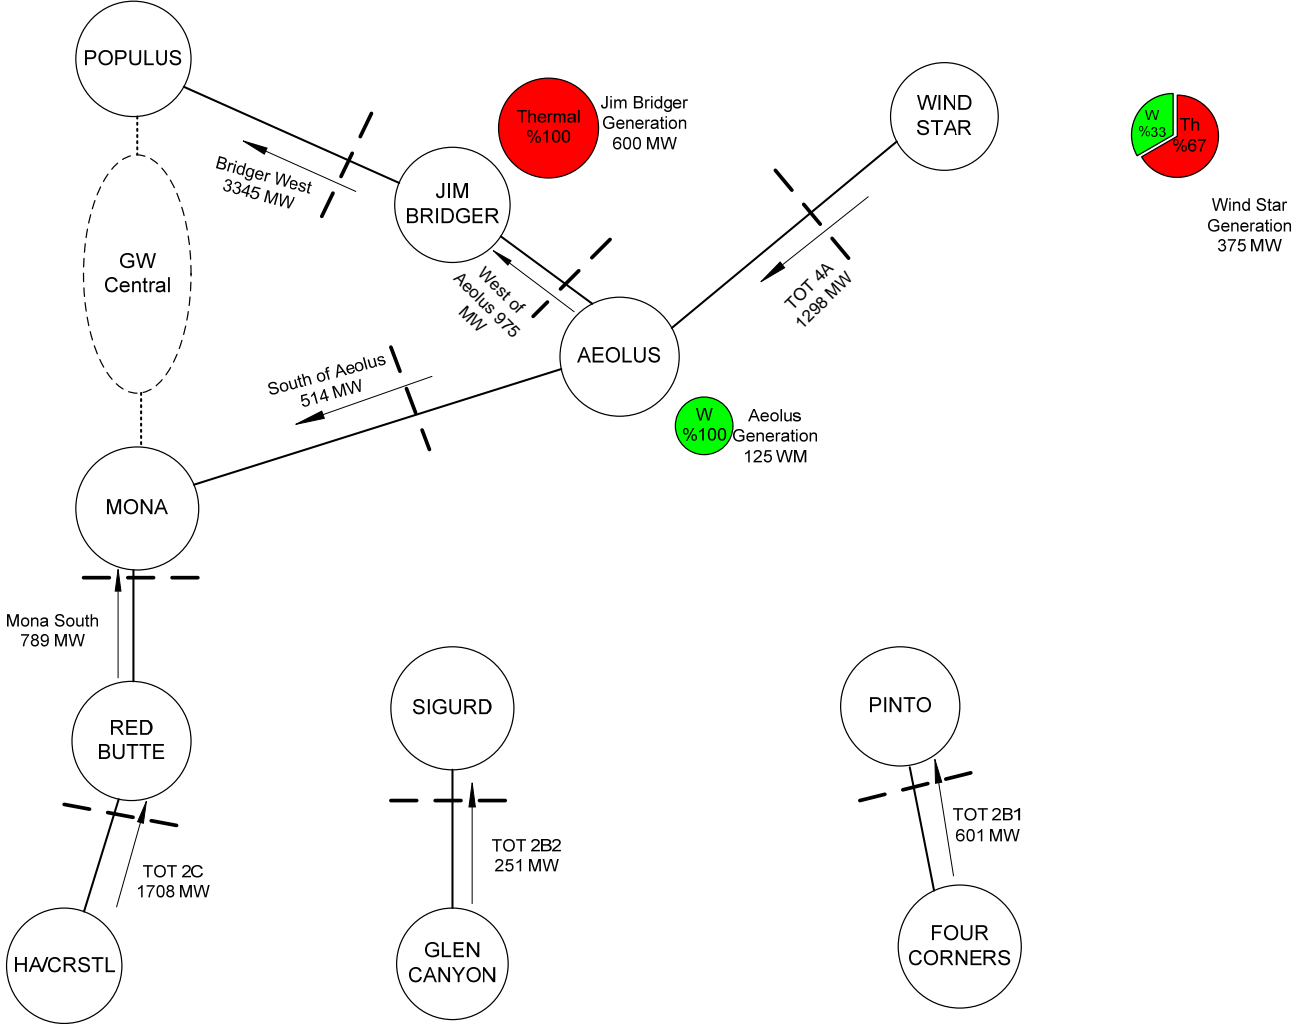 POPULUS
Thermal
%100
Jim Bridger
Generation
600 MW
WIND
STAR
W
%33
Th
%67
Wind Star
Generation
375 MW
Bridger West
3345 MW
JIM
BRIDGER
GW
Central
West of
Aeolus 975
MW
TOT 4A
1298 MW
AEOLUS
South of Aeolus
514 MW
W
%100
Aeolus
Generation
125 WM
MONA
Mona South
789 MW
RED
BUTTE
SIGURD
PINTO
TOT 2C
1708 MW
TOT 2B2
251 MW
TOT 2B1
601 MW
HA/CRSTL
GLEN
CANYON
FOUR
CORNERS